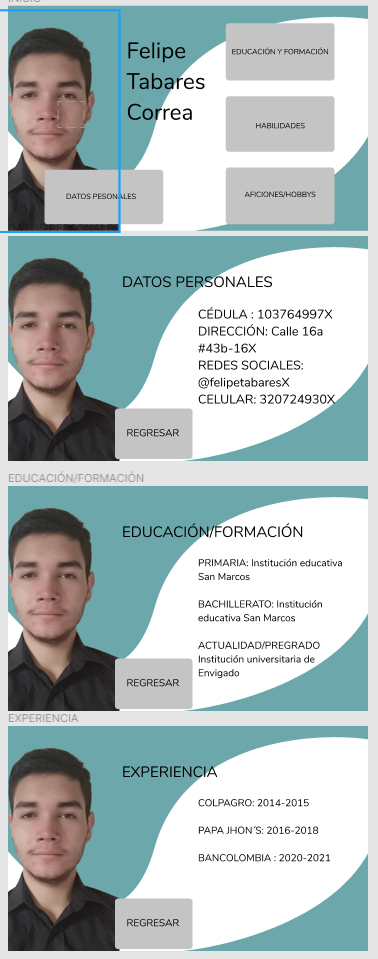 INICIO
Felipe
Tabares
Correa
EDUCACIÓN Y FORMACIÓN
HABILIDADES
DATOS PESONALES
AFICIONES/HOBBYS
DATOS PERSONALES
CÉDULA : 103764997X
DIRECCIÓN: Calle 16a
#43b-16X
REDES SOCIALES:
@felipetabaresX
CELULAR: 320724930X
REGRESAR
EDUCACIÓN/FORMACIÓN
EDUCACIÓN/FORMACIÓN
PRIMARIA: Institución educativa
San Marcos
BACHILLERATO: Institución
educativa San Marcos
ACTUALIDAD/PREGRADO
Institución universitaria de
Envigado
REGRESAR
EXPERIENCIA
EXPERIENCIA
COLPAGRO: 2014-2015
PAPA JHON´S: 2016-2018
BANCOLOMBIA : 2020-2021
REGRESAR